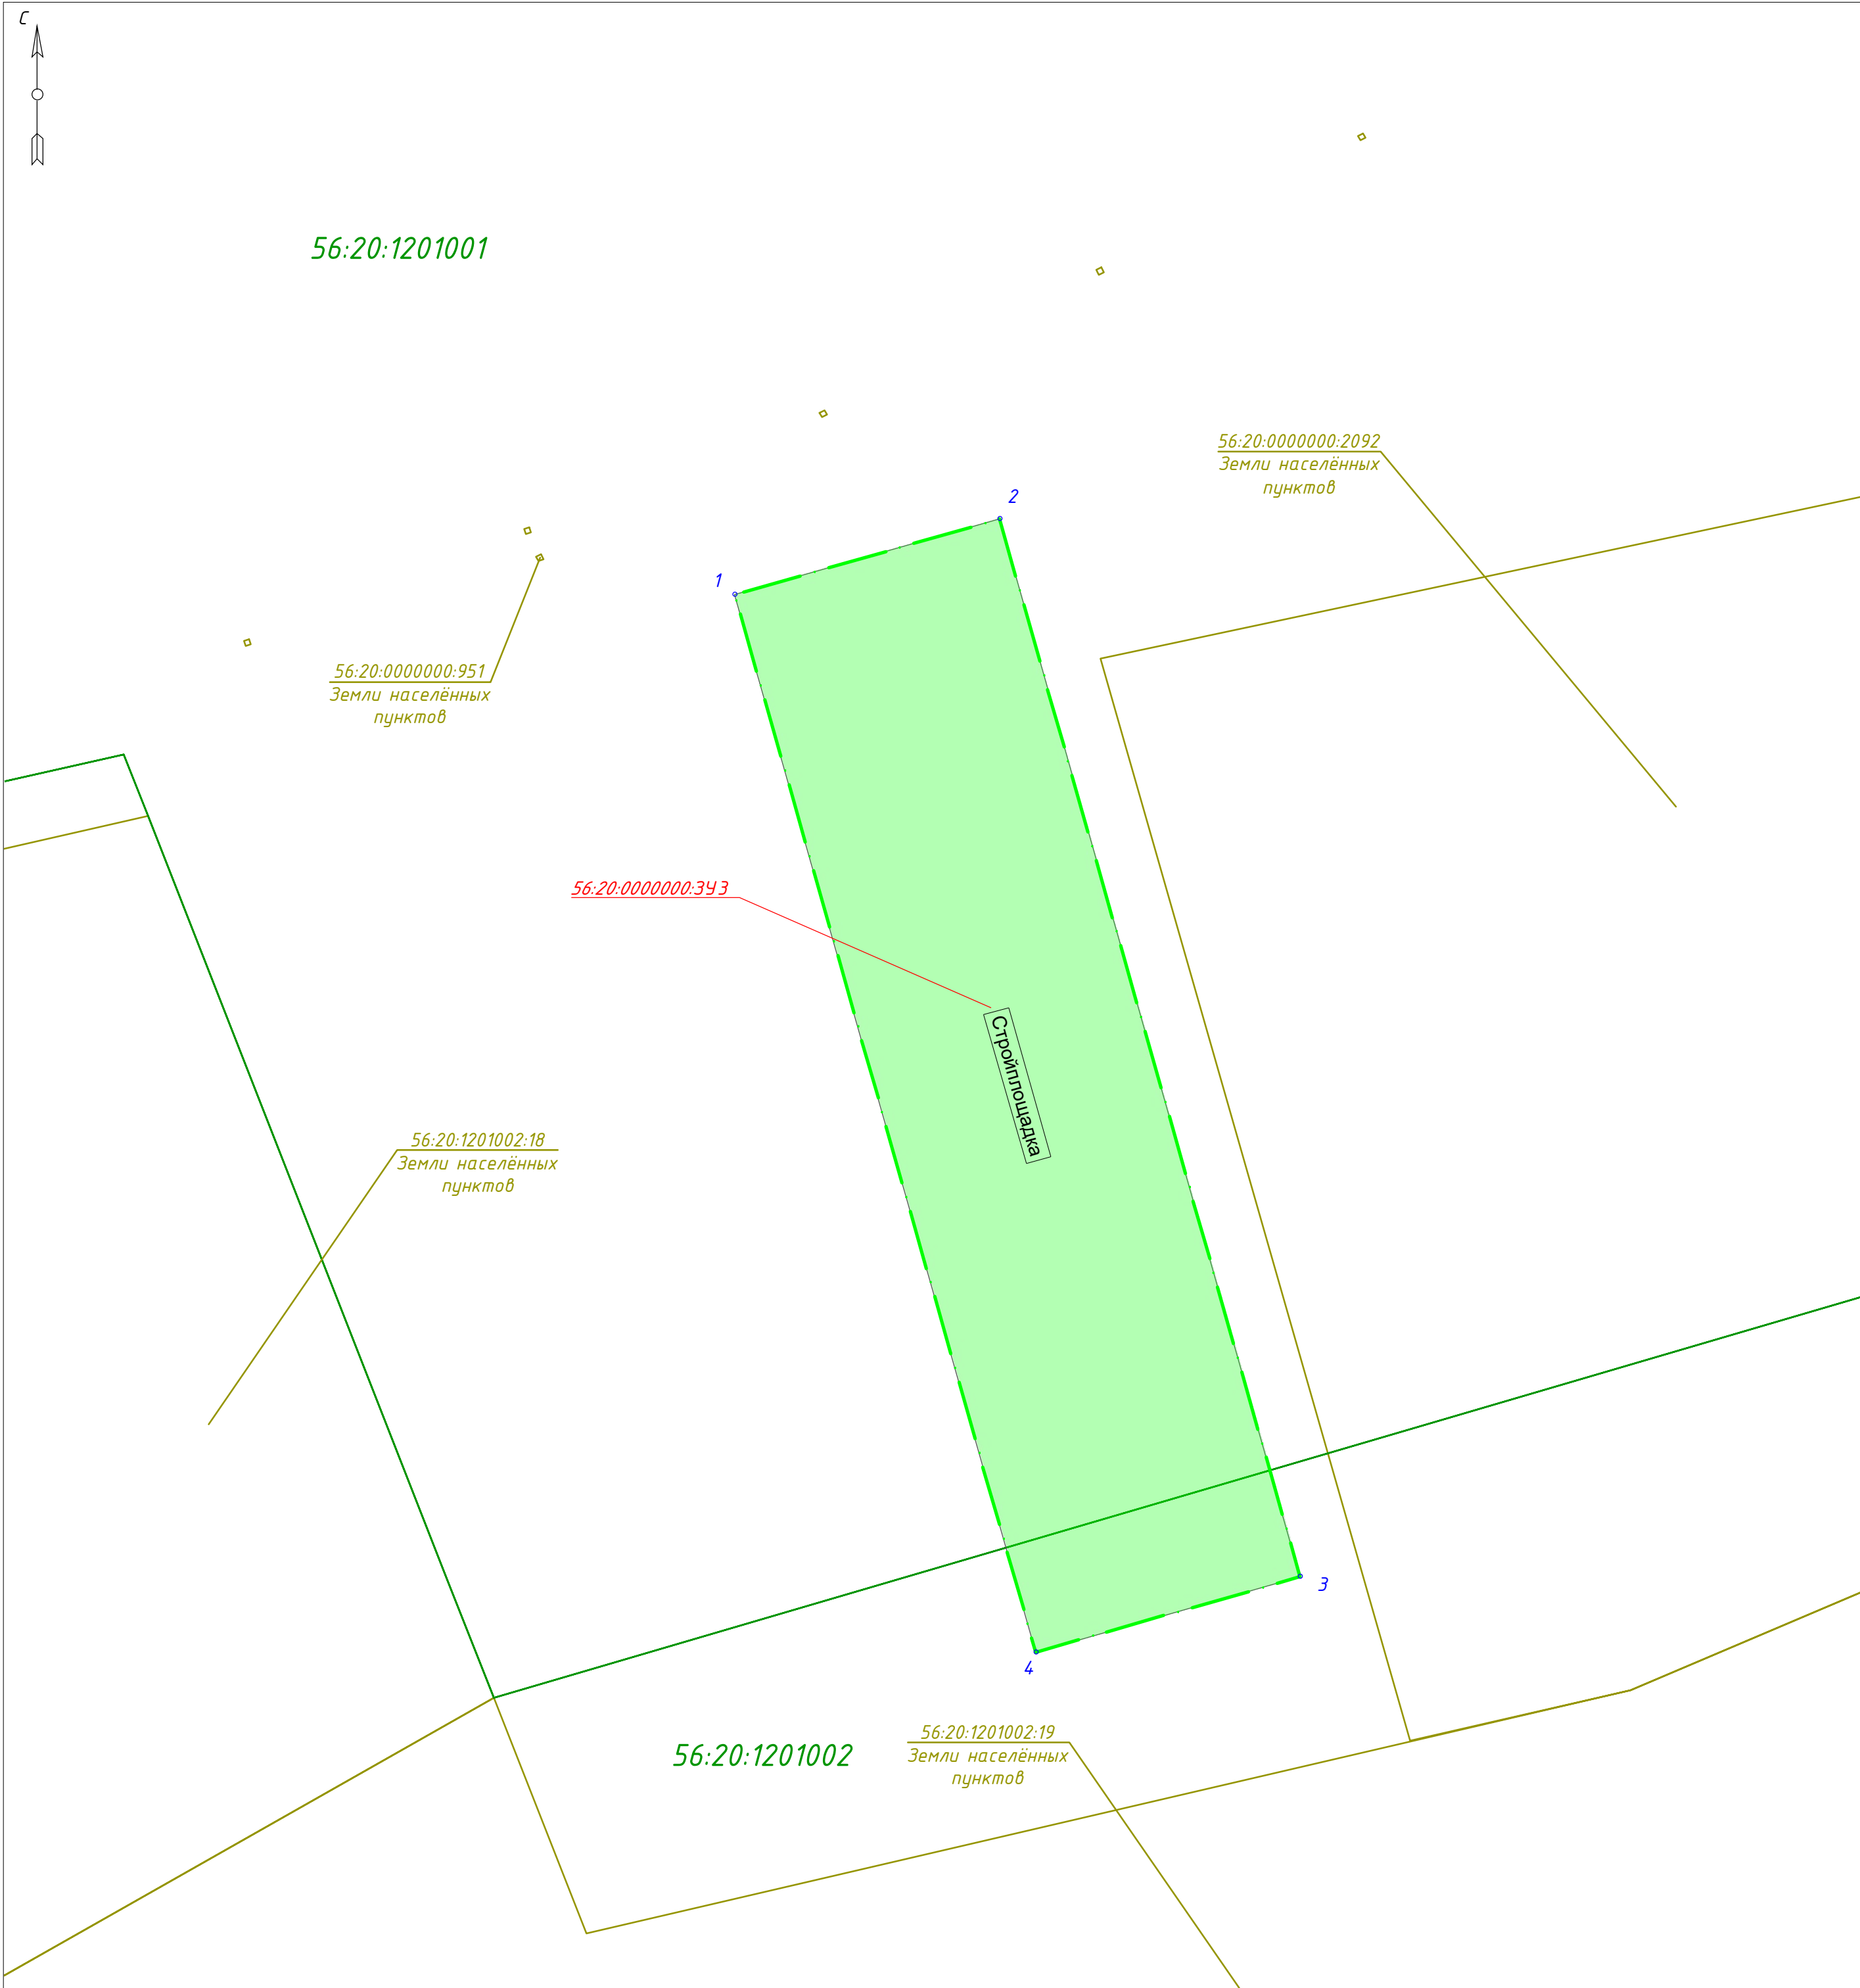 С
56:20:1201001
56:20:0000000:2092
Земли населённых
пунктов
2
1
56:20:0000000:951
Земли населённых
пунктов
56:20:0000000:ЗУ3
Стройплощадка
56:20:1201002:18
Земли населённых
пунктов
3
4
56:20:1201002:19
Земли населённых
пунктов
56:20:1201002